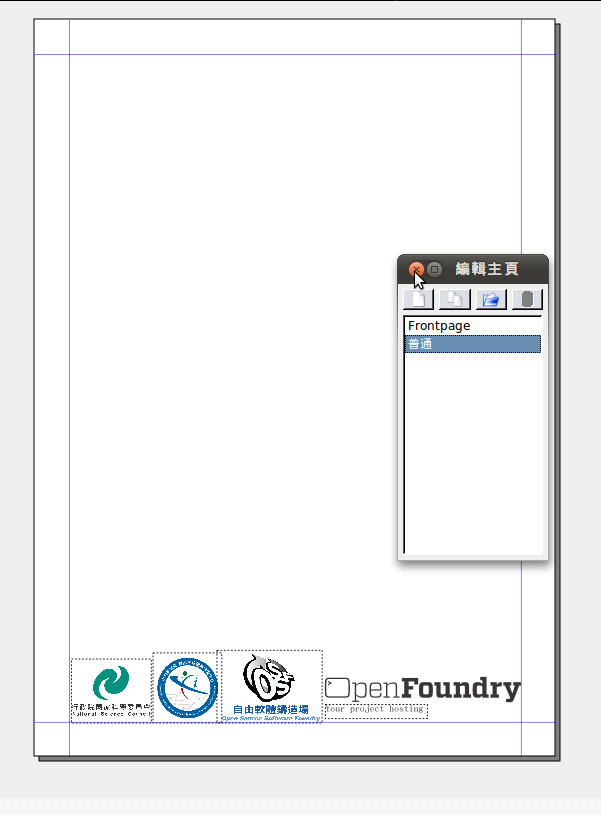 編輯主頁
Frontpage
普通
行政院國家科學委員會
National Science Council
自由軟體鑄造場
Open Source Software Foundry
OpenFoundry
Your project hosting